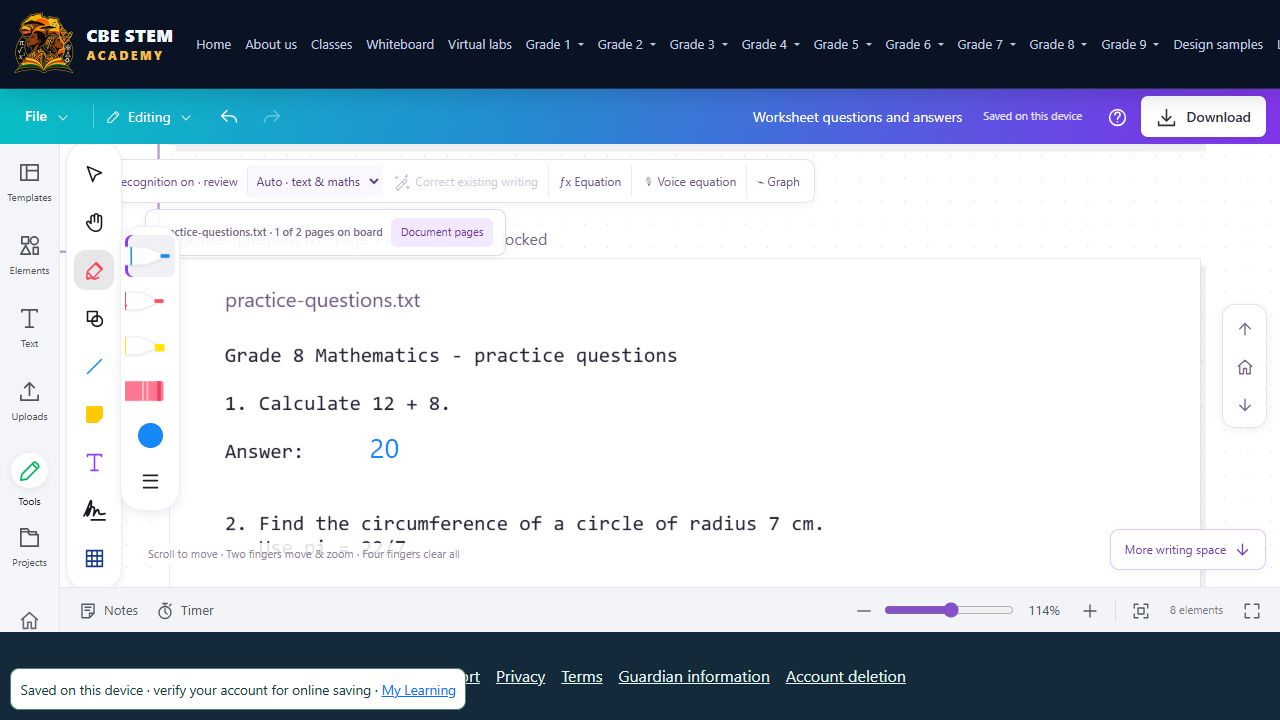 CBE STEM
ACADEMY
Home About us Classes Whiteboard Virtual labs Grade 1 Grade 2 Grade 3 Grade 4 Grade 5 Grade 6 Grade 7 Grade 8 Grade 9 Design samples
File Editing Worksheet questions and answers Saved on this device Download
Templates
Elements
Text
Uploads
Tools
Projects
ecognition on · review Auto · text & maths Correct existing writing ƒx Equation Voice equation ~ Graph
ctice-questions.txt · 1 of 2 pages on board Document pages ocked
practice-questions.txt
Grade 8 Mathematics - practice questions
1. Calculate 12 + 8.
Answer: 20
2. Find the circumference of a circle of radius 7 cm.
Scroll to move · Two fingers move & zoom · Four fingers clear all
More writing space
Notes Timer 114% 8 elements
ort Privacy Terms Guardian information Account deletion
Saved on this device · verify your account for online saving · My Learning